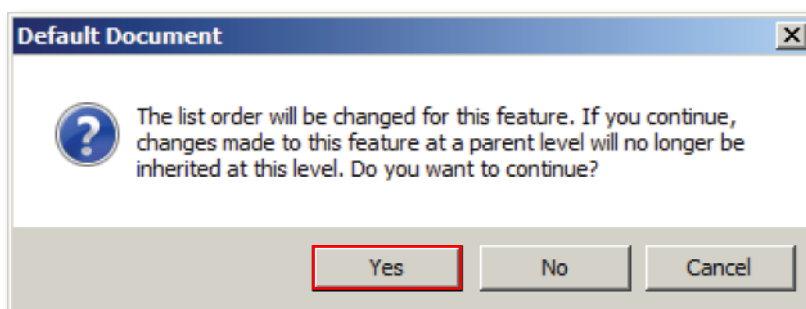 Default Document
The list order will be changed for this feature. If you continue,
changes made to this feature at a parent level will no longer be
inherited at this level. Do you want to continue?
Yes No Cancel